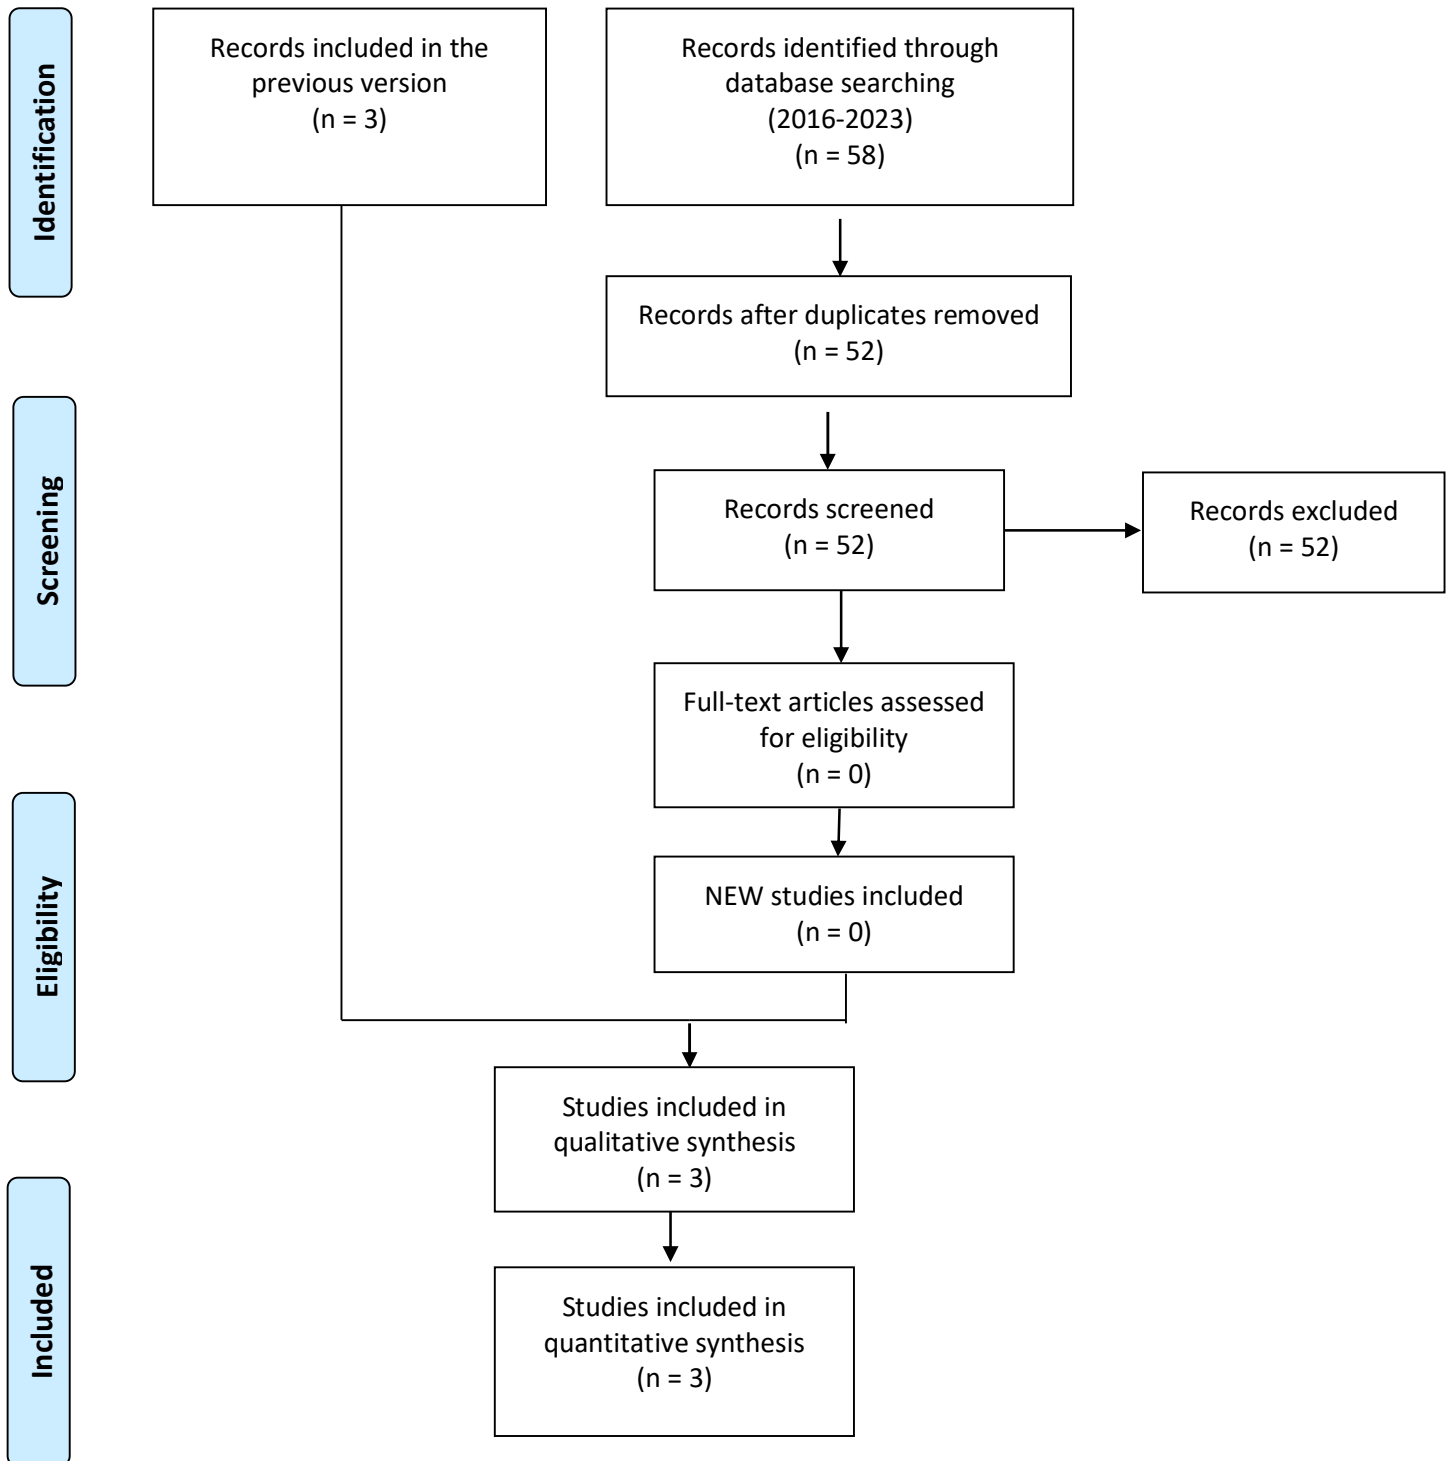 Identification
Records included in the
previous version
(n = 3)
Records identified through
database searching
(2016-2023)
(n = 58)
Records after duplicates removed
(n = 52)
Screening
Records screened
(n = 52)
Records excluded
(n = 52)
Full-text articles assessed
for eligibility
(n = 0)
Eligibility
NEW studies included
(n = 0)
Studies included in
qualitative synthesis
(n = 3)
Included
Studies included in
quantitative synthesis
(n = 3)